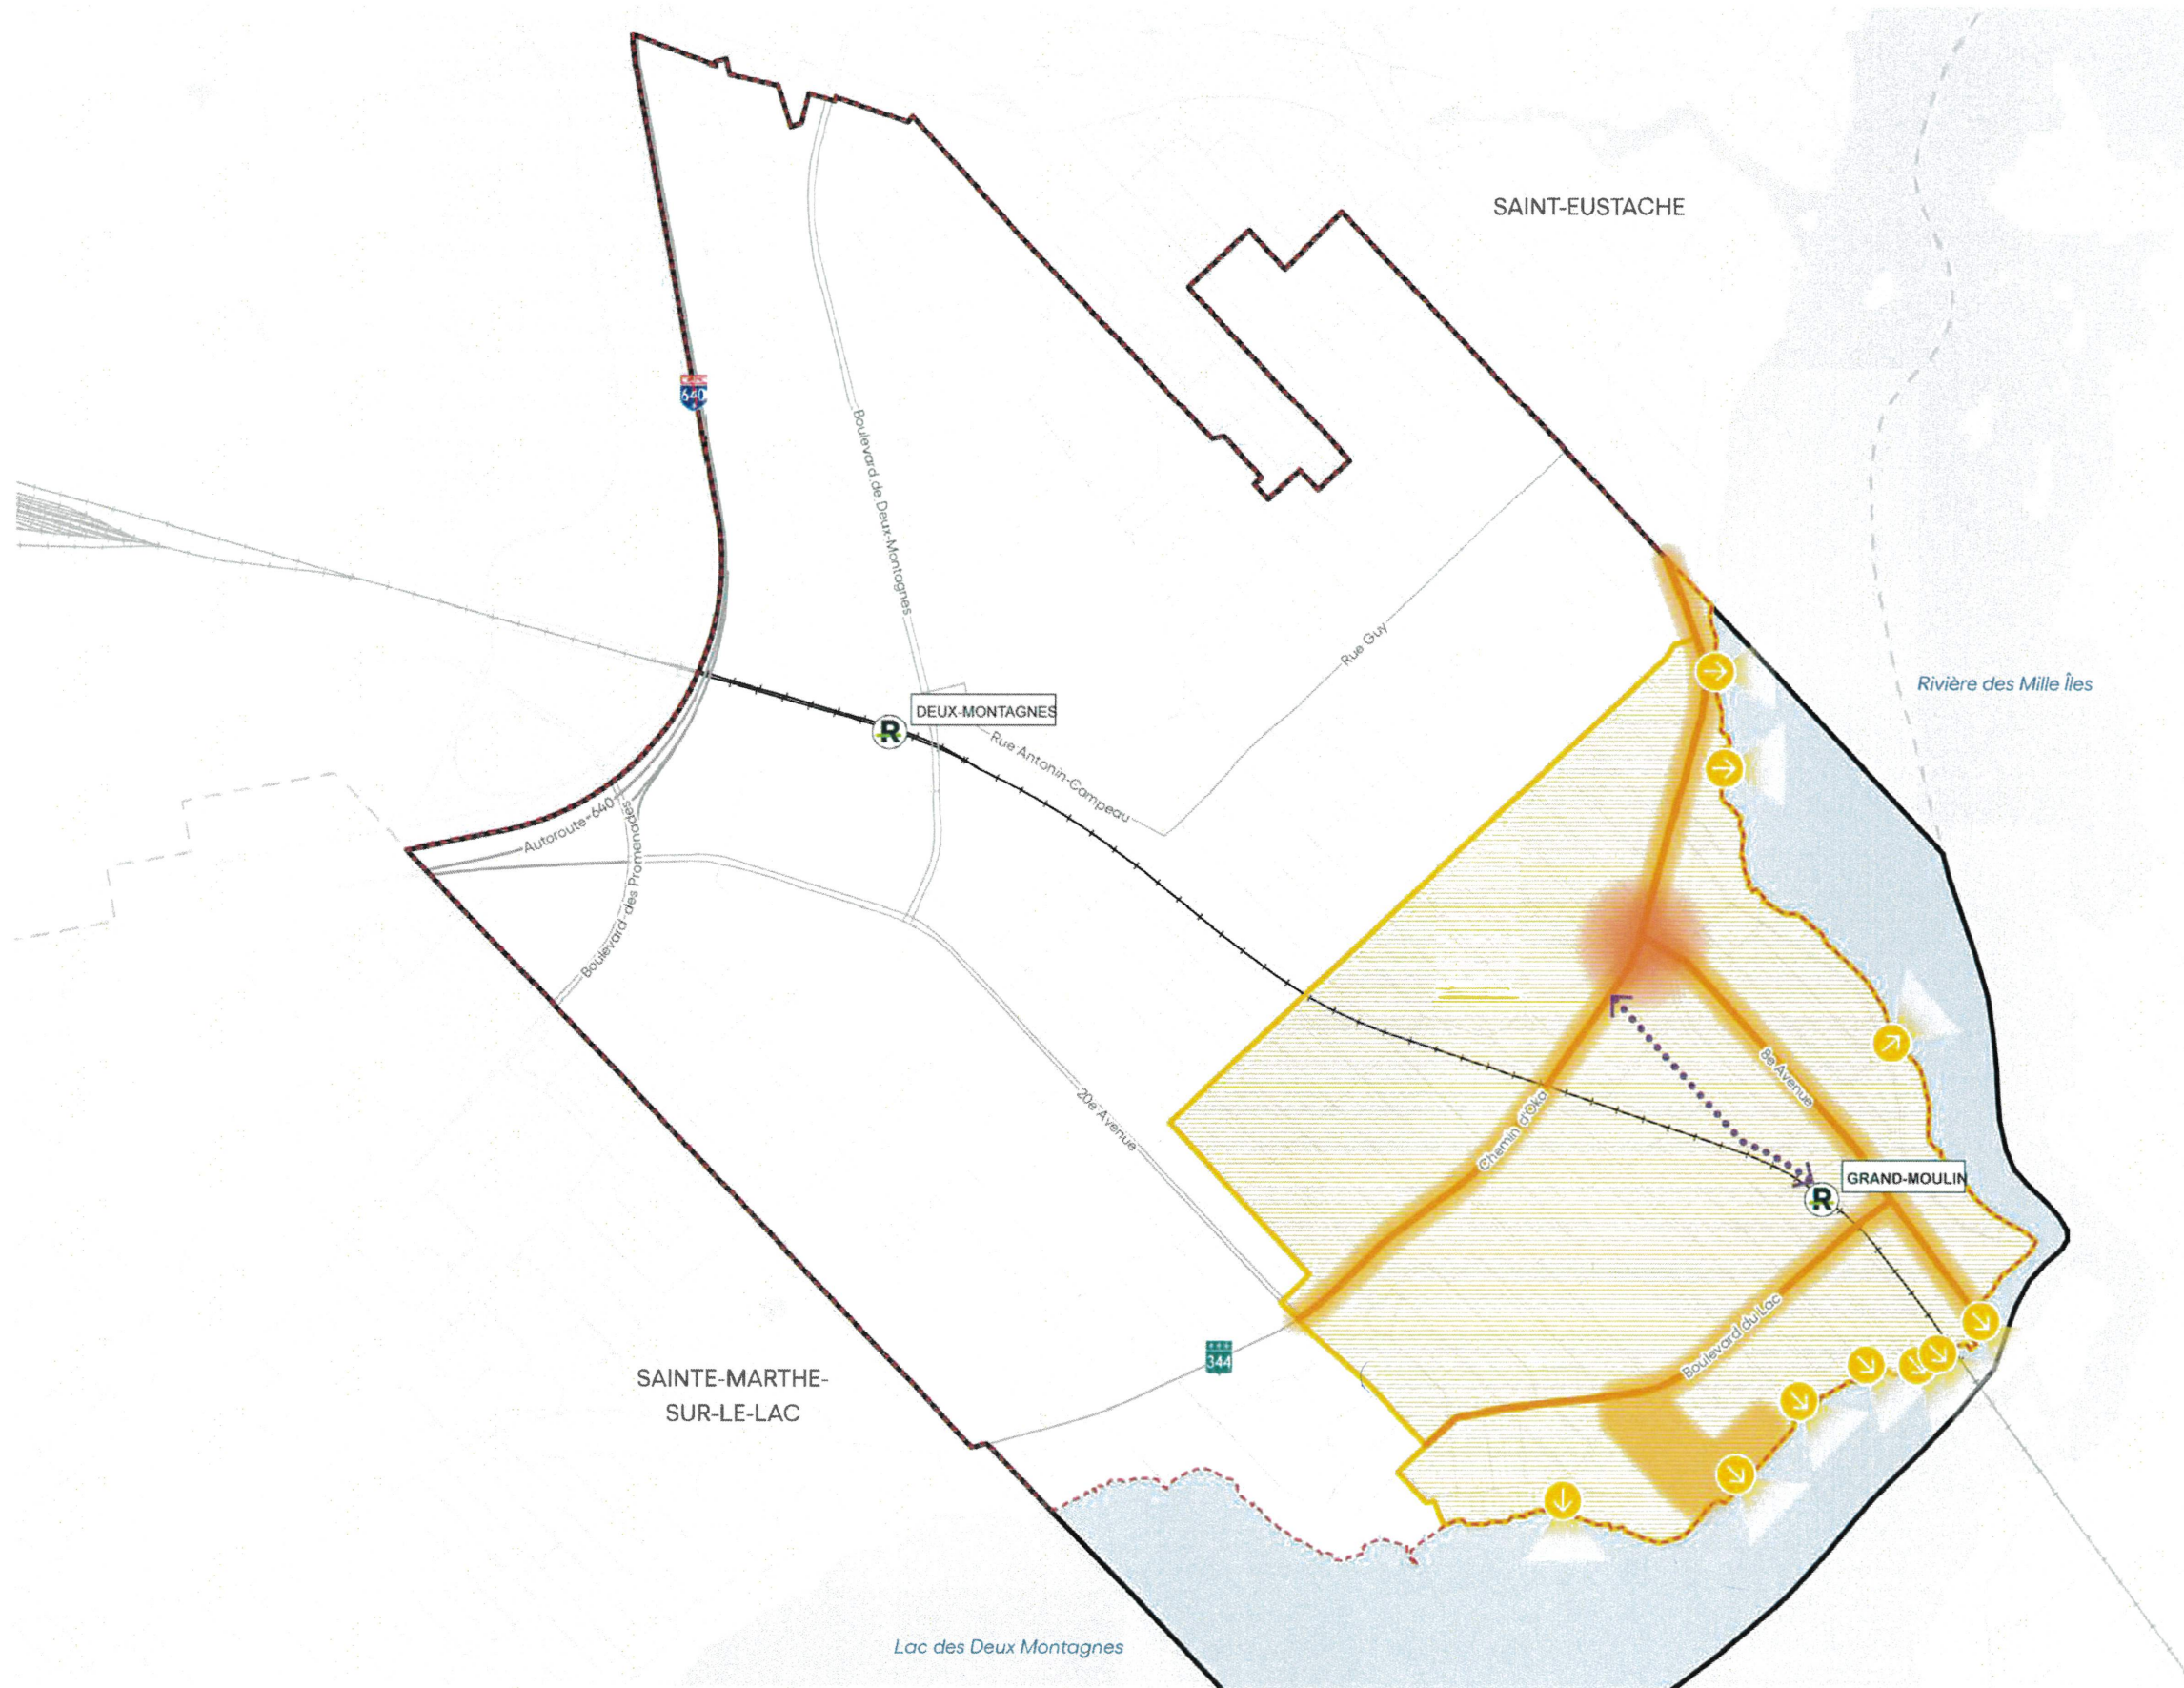 SAINT-EUSTACHE
640
Boulevard de Deux-Montagnes
Rue Guy
Rivière des Mille Îles
DEUX-MONTAGNES
R
Rue Antonin-Campeau
Autoroute-640
Boulevard des Promenades
8e Avenue
20e Avenue
Chemin d'Oka
GRAND-MOULIN
R
Boulevard du Lac
344
SAINTE-MARTHE-
SUR-LE-LAC
Lac des Deux Montagnes